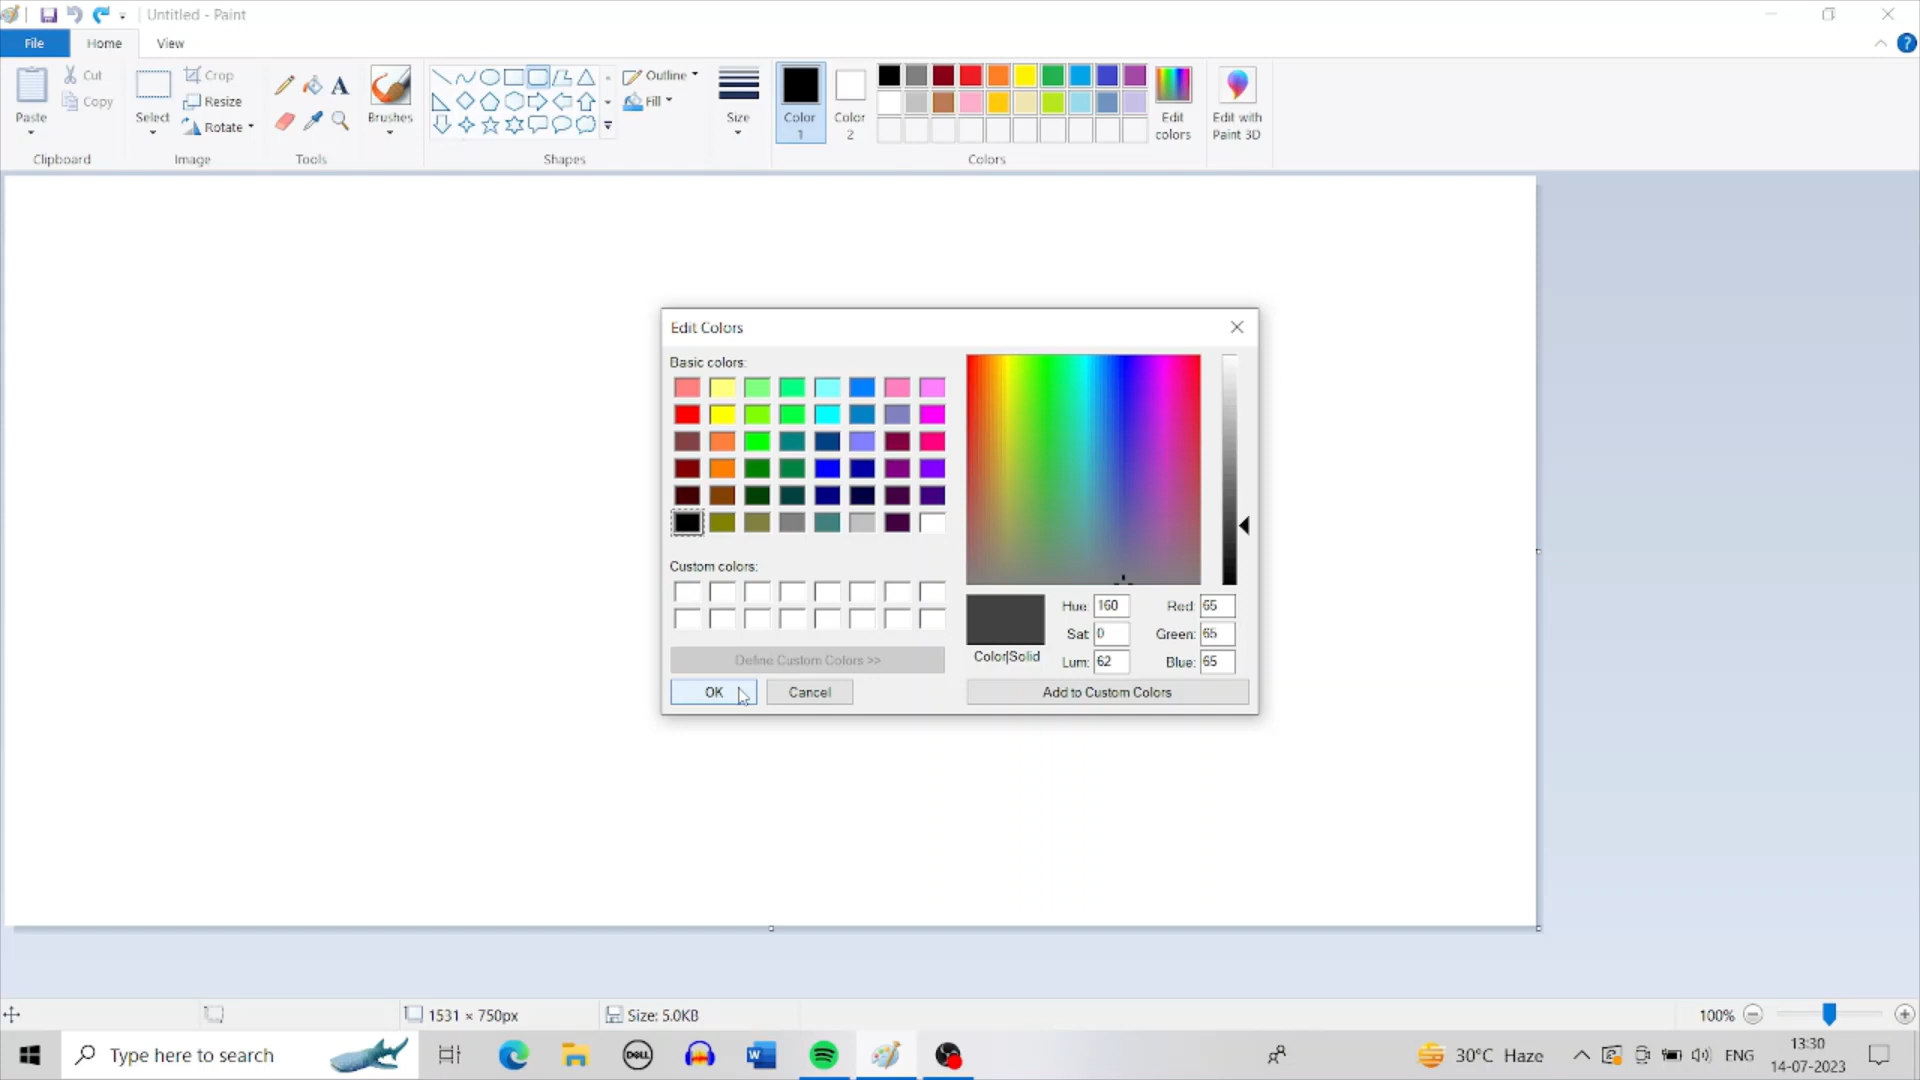 Untitled - Paint
File Home View
Paste
Cut
Copy
Clipboard
Select
Crop
Resize
Rotate
Image
Tools
Brushes
Shapes
Outline
Fill
Size
Color 1
Color 2
Edit colors
Colors
Edit with Paint 3D
Edit Colors
Basic colors:
Custom colors:
Define Custom Colors >>
OK Cancel
Color|Solid
Hue: 160 Red: 65
Sat: 0 Green: 65
Lum: 62 Blue: 65
Add to Custom Colors
1531 × 750px
Size: 5.0KB
100%
Type here to search
DELL
W
30°C Haze
ENG
13:30
14-07-2023